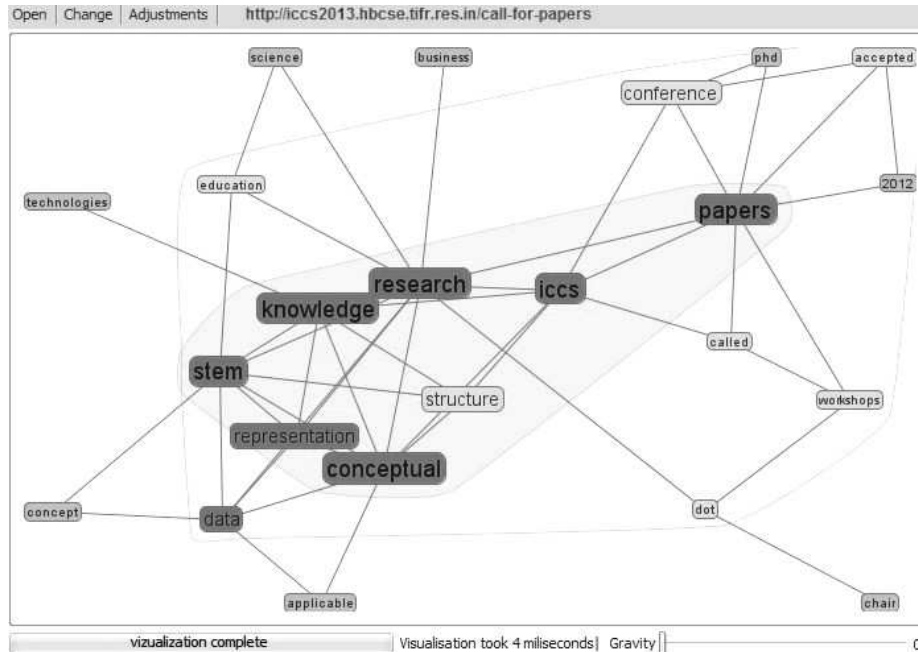 Open Change Adjustments http://iccs2013.hbcse.tifr.res.in/call-for-papers
science business phd accepted
conference
education 2012
technologies
papers
research
iccs
knowledge
called
stem
structure
workshops
representation
conceptual
concept data dot
applicable chair
vizualization complete Visualisation took 4 miliseconds Gravity